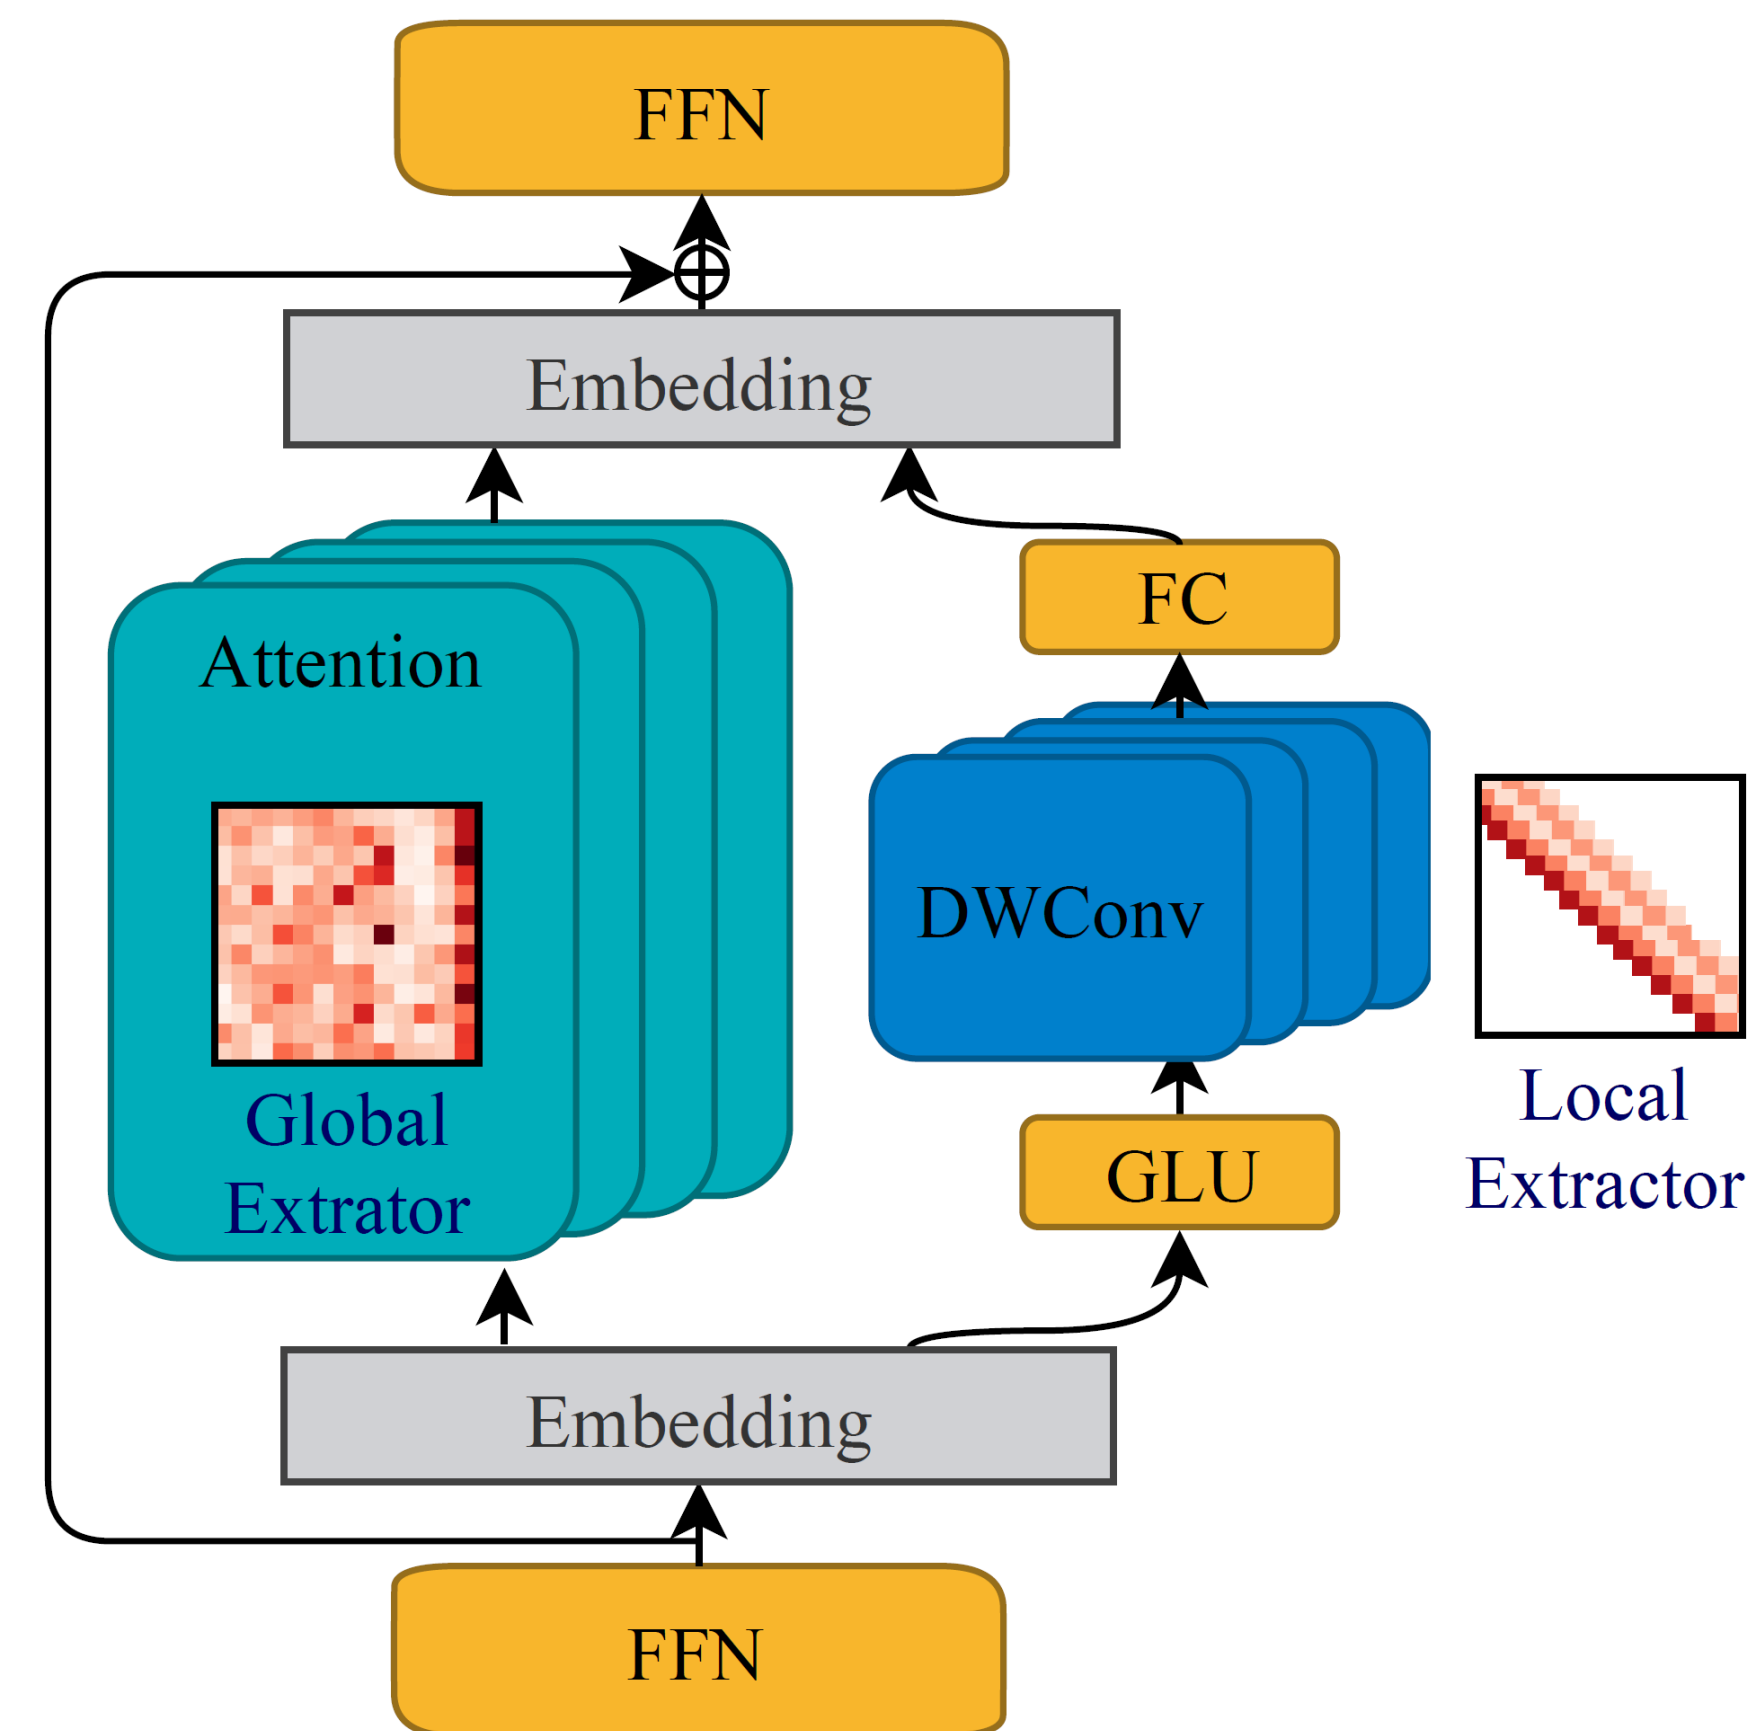 FFN
Embedding
Attention
Global
Extrator
FC
DWConv
GLU
Local
Extractor
Embedding
FFN